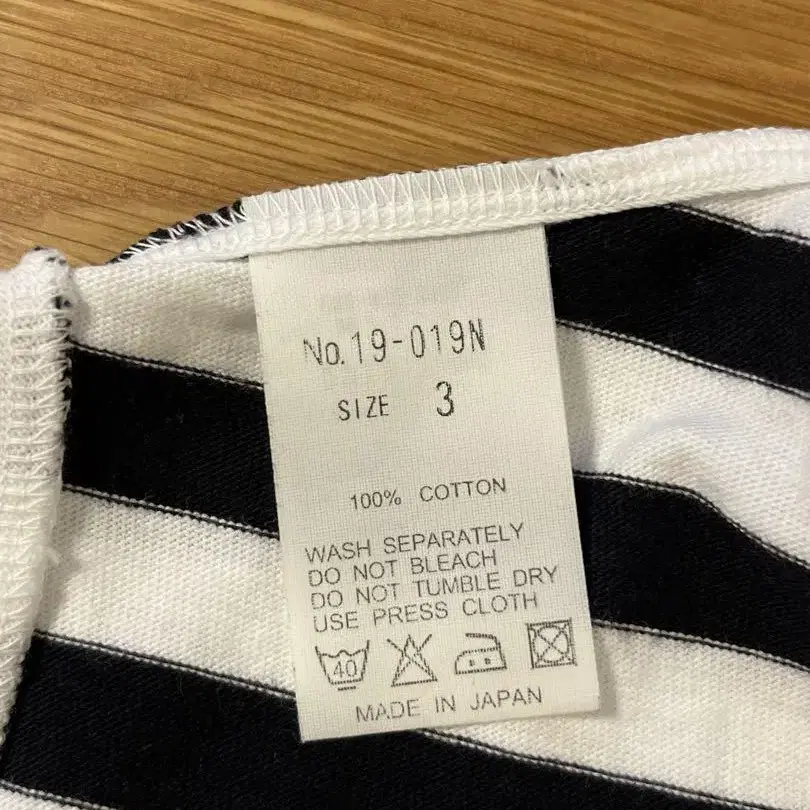 No.19-019N
SIZE 3
100% COTTON
WASH SEPARATELY
DO NOT BLEACH
DO NOT TUMBLE DRY
USE PRESS CLOTH
40
MADE IN JAPAN